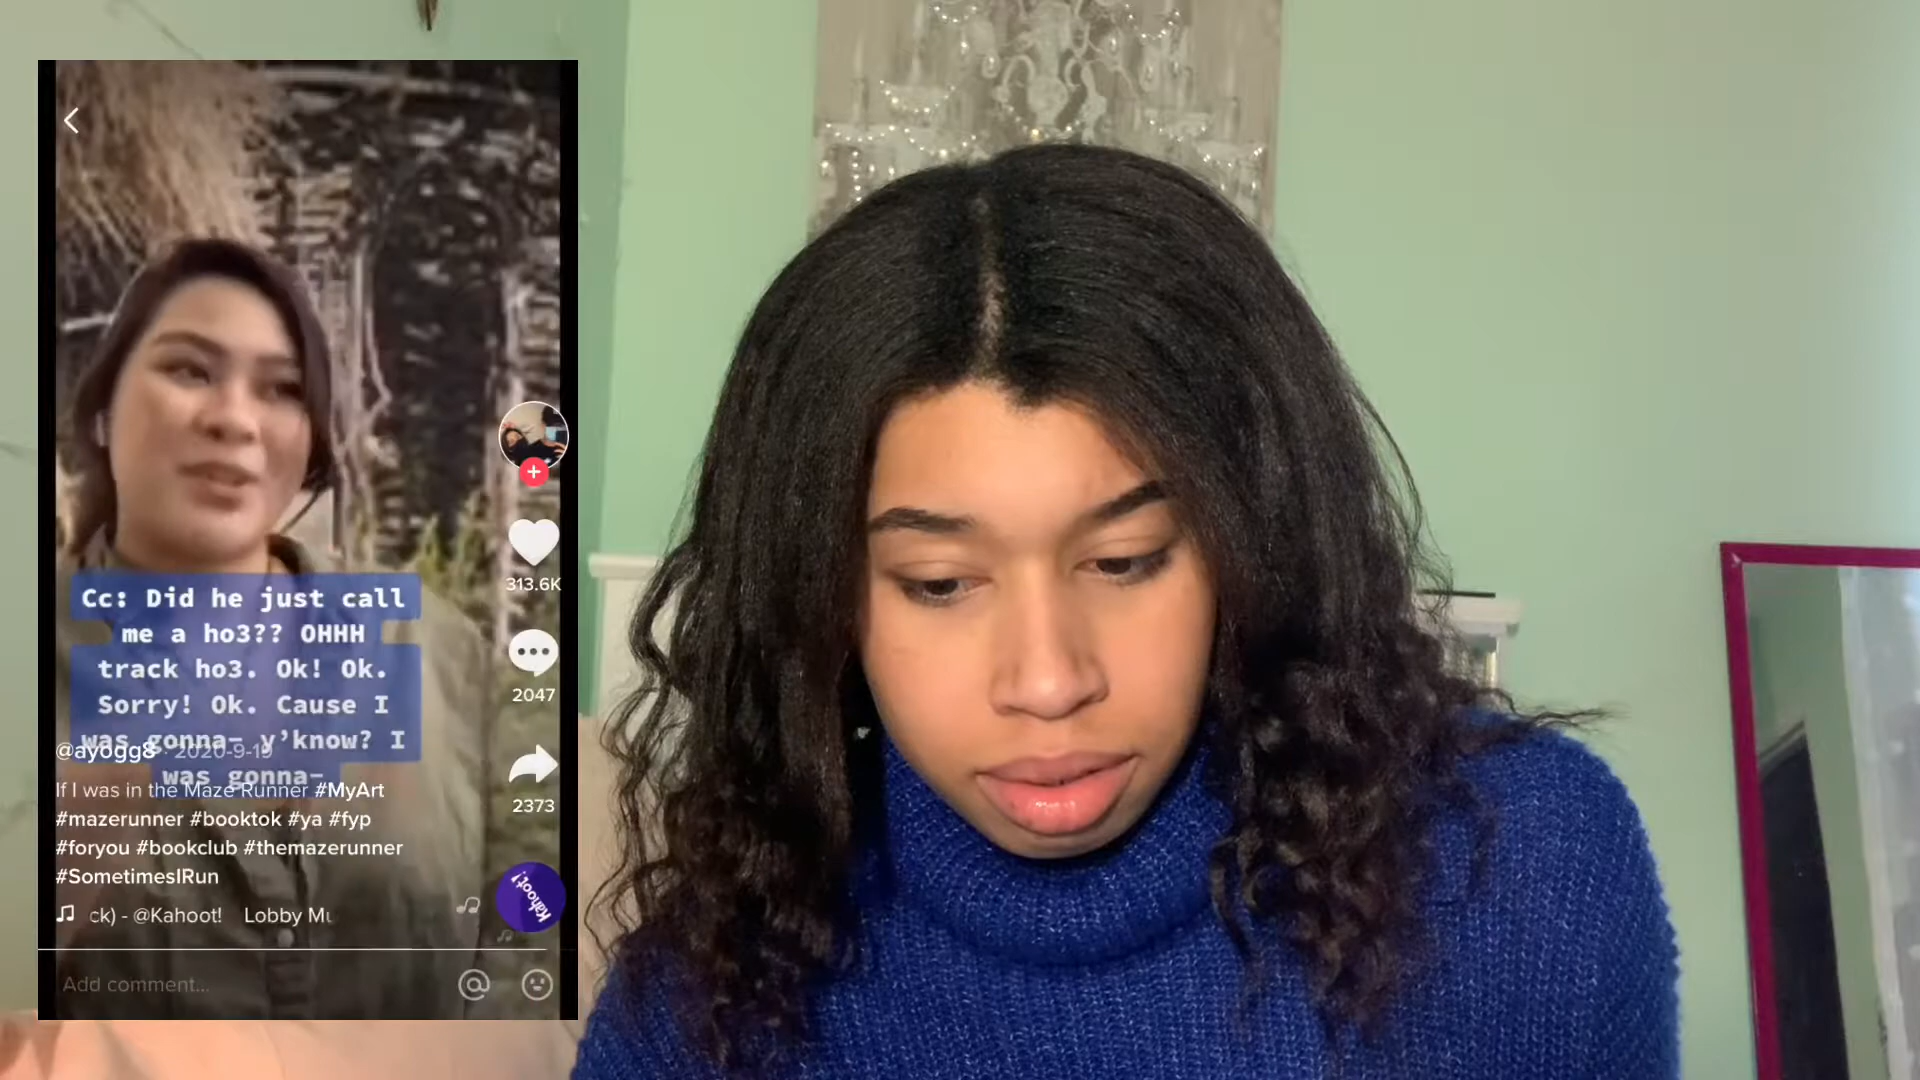 Cc: Did he just call
me a ho3?? OHHH
track ho3. Ok! Ok.
Sorry! Ok. Cause I
was gonna- y'know? I
was gonna-
@ayogg8 · 2020-9-19
If I was in the Maze Runner #MyArt
#mazerunner #booktok #ya #fyp
#foryou #bookclub #themazerunner
#SometimesIRun
ck) - @Kahoot! Lobby Mu
313.6K
2047
2373
Kahoot!
Add comment...